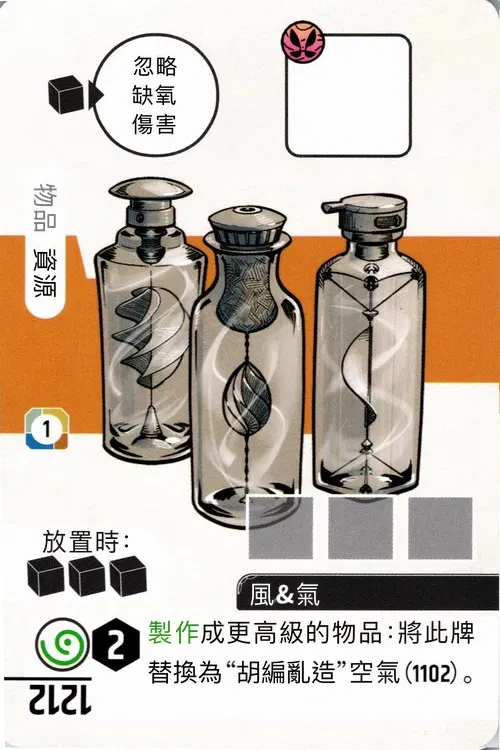 忽略
缺氧
傷害
物品 資源
1
放置時：
風&氣
2
製作成更高級的物品：將此牌
替換為“胡編亂造”空氣(1102)。
1212